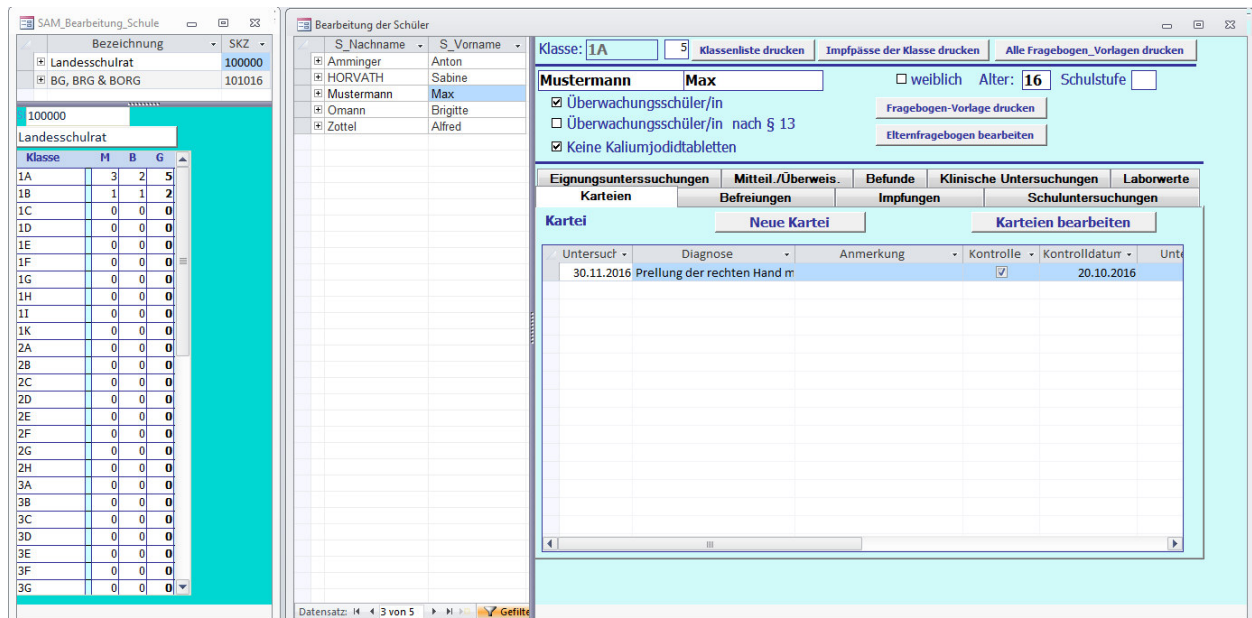 SAM_Bearbeitung_Schule
Bezeichnung SKZ
Landesschulrat 100000
BG, BRG & BORG 101016
100000
Landesschulrat
Klasse M B G
1A 3 2 5
1B 1 1 2
1C 0 0 0
1D 0 0 0
1E 0 0 0
1F 0 0 0
1G 0 0 0
1H 0 0 0
1I 0 0 0
1K 0 0 0
2A 0 0 0
2B 0 0 0
2C 0 0 0
2D 0 0 0
2E 0 0 0
2F 0 0 0
2G 0 0 0
2H 0 0 0
3A 0 0 0
3B 0 0 0
3C 0 0 0
3D 0 0 0
3E 0 0 0
3F 0 0 0
3G 0 0 0
Bearbeitung der Schüler
S_Nachname S_Vorname
Amminger Anton
HORVATH Sabine
Mustermann Max
Omann Brigitte
Zottel Alfred
Datensatz: 3 von 5 Gefilte
Klasse: 1A 5 Klassenliste drucken Impfpässe der Klasse drucken Alle Fragebogen_Vorlagen drucken
Mustermann Max weiblich Alter: 16 Schulstufe
Überwachungsschüler/in Fragebogen-Vorlage drucken
Überwachungsschüler/in nach § 13
Elternfragebogen bearbeiten
Keine Kaliumjodidtabletten
Eignungsunterssuchungen Mitteil./Überweis. Befunde Klinische Untersuchungen Laborwerte
Karteien Befreiungen Impfungen Schuluntersuchungen
Kartei Neue Kartei Karteien bearbeiten
Untersuch Diagnose Anmerkung Kontrolle Kontrolldatum Unte
30.11.2016 Prellung der rechten Hand m 20.10.2016